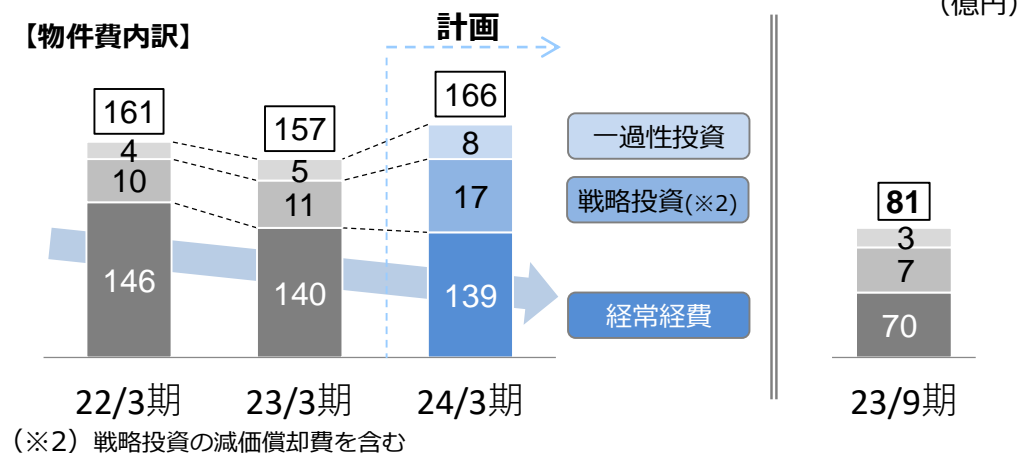 (億円)
【物件費内訳】
計画
161
157
166
4
5
8
一過性投資
10
11
17
戦略投資(※2)
81
3
7
146
140
139
経常経費
70
22/3期
23/3期
24/3期
23/9期
(※2) 戦略投資の減価償却費を含む